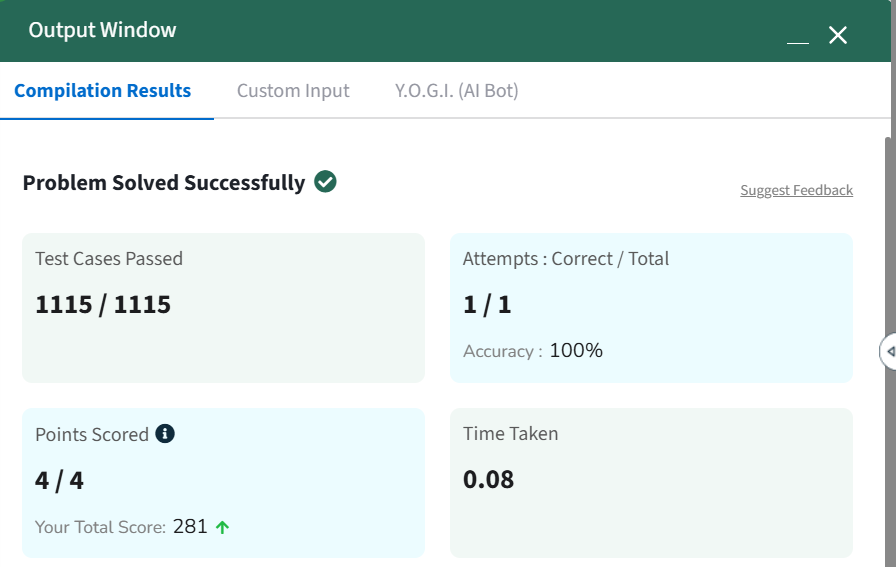 Output Window
Compilation Results
Custom Input
Y.O.G.I. (AI Bot)
Problem Solved Successfully
Suggest Feedback
Test Cases Passed
1115 / 1115
Attempts : Correct / Total
1 / 1
Accuracy : 100%
Points Scored
4 / 4
Your Total Score: 281
Time Taken
0.08